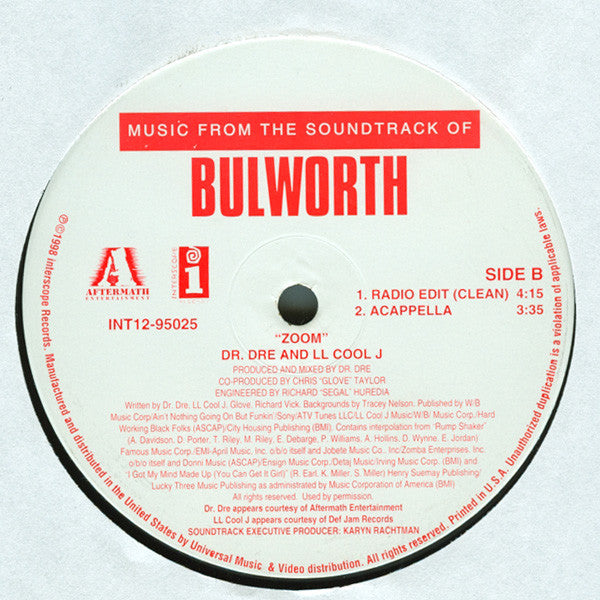 MUSIC FROM THE SOUNDTRACK OF
BULWORTH
A
AFTERMATH
ENTERTAINMENT
INTERSCOPE
i
SIDE B
1. RADIO EDIT (CLEAN) 4:15
2. ACAPPELLA 3:35
INT12-95025
"ZOOM"
DR. DRE AND LL COOL J
PRODUCED AND MIXED BY DR. DRE
CO-PRODUCED BY CHRIS "GLOVE" TAYLOR
ENGINEERED BY RICHARD "SEGAL" HUREDIA
Written by Dr. Dre, LL Cool J. Glove, Richard Vick. Backgrounds by Tracey Nelson. Published by W/B
Music Corp/Ain't Nothing Going On But Funkin'/Sony/ATV Tunes LLC/LL Cool J Music/W/B/ Music Corp./Hard
Working Black Folks (ASCAP)/City Housing Publishing (BMI). Contains interpolation from 'Rump Shaker'
(A. Davidson, D. Porter, T. Riley, M. Riley, E. Debarge, P. Williams, A. Hollins, D. Wynne, E. Jordan)
Famous Music Corp./EMI-April Music, Inc. o/b/o itself and Jobete Music Co., Inc/Zomba Enterprises, Inc.
o/b/o itself and Donni Music (ASCAP)/Ensign Music Corp./Detaj Music/Irving Music Corp. (BMI) and
"I Got My Mind Made Up (You Can Get It Girl)" (R. Earl, K. Miller, S. Miller) Henry Suemay Publishing/
Lucky Three Music Publishing as administrated by Music Corporation of America (BMI)
All rights reserved. Used by permission.
Dr. Dre appears courtesy of Aftermath Entertainment
LL Cool J appears courtesy of Def Jam Records
SOUNDTRACK EXECUTIVE PRODUCER: KARYN RACHTMAN
℗©1998 Interscope Records. Manufactured and distributed in the United States by Universal Music & Video distribution. All rights reserved. Printed in U.S.A. Unauthorized duplication is a violation of applicable laws.